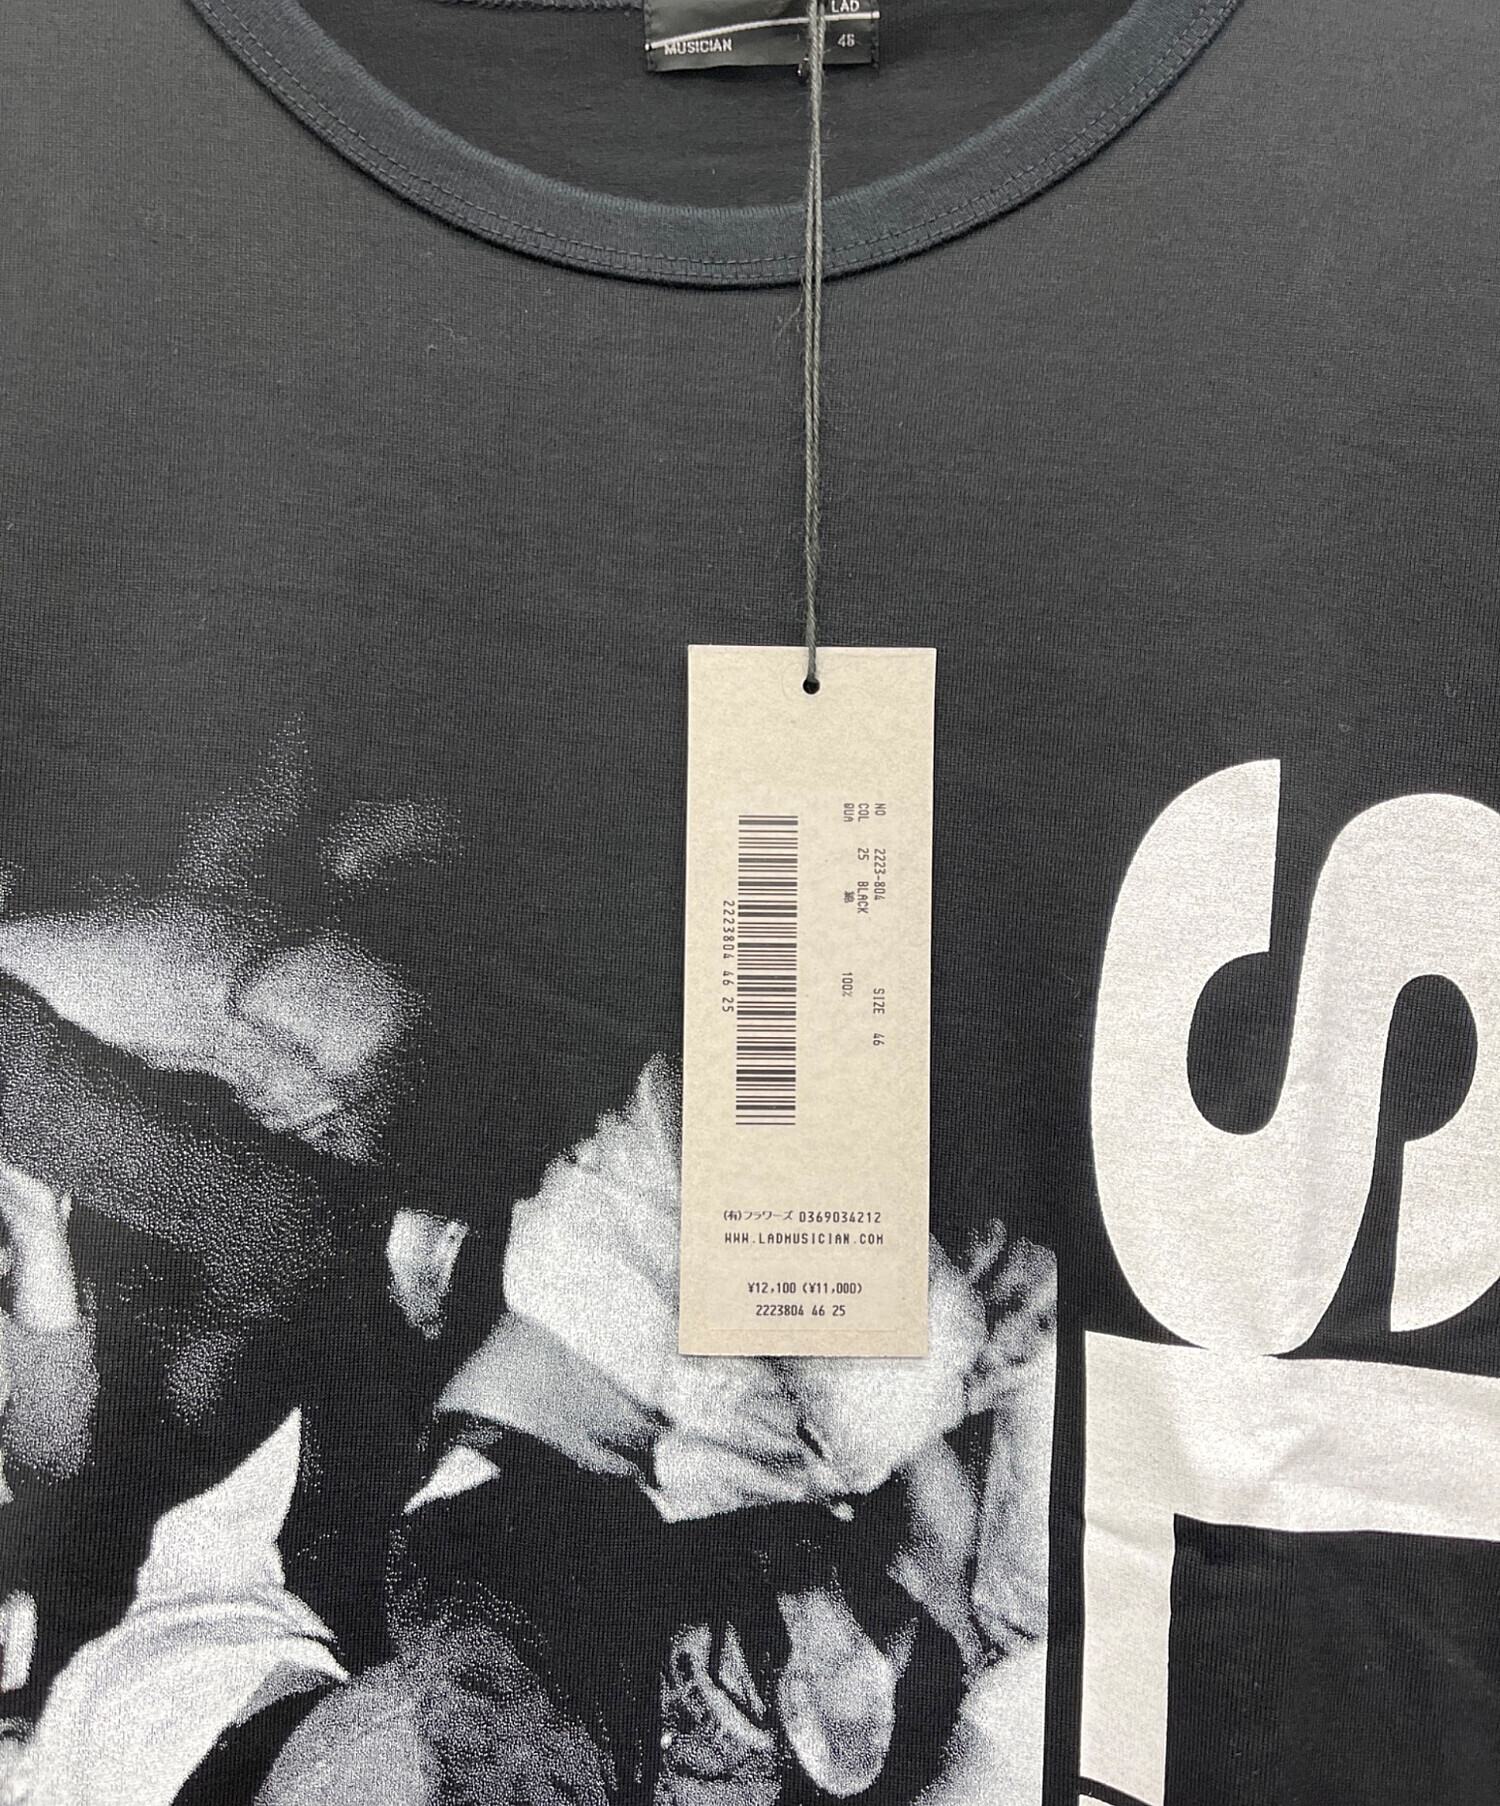 LAD
MUSICIAN 46
NO 2223-804 SIZE 46
COL 25 BLACK
QUA 綿 100%
2223804 46 25
(有)フラワーズ 0369034212
WWW.LADMUSICIAN.COM
¥12,100 (¥11,000)
2223804 46 25
ST